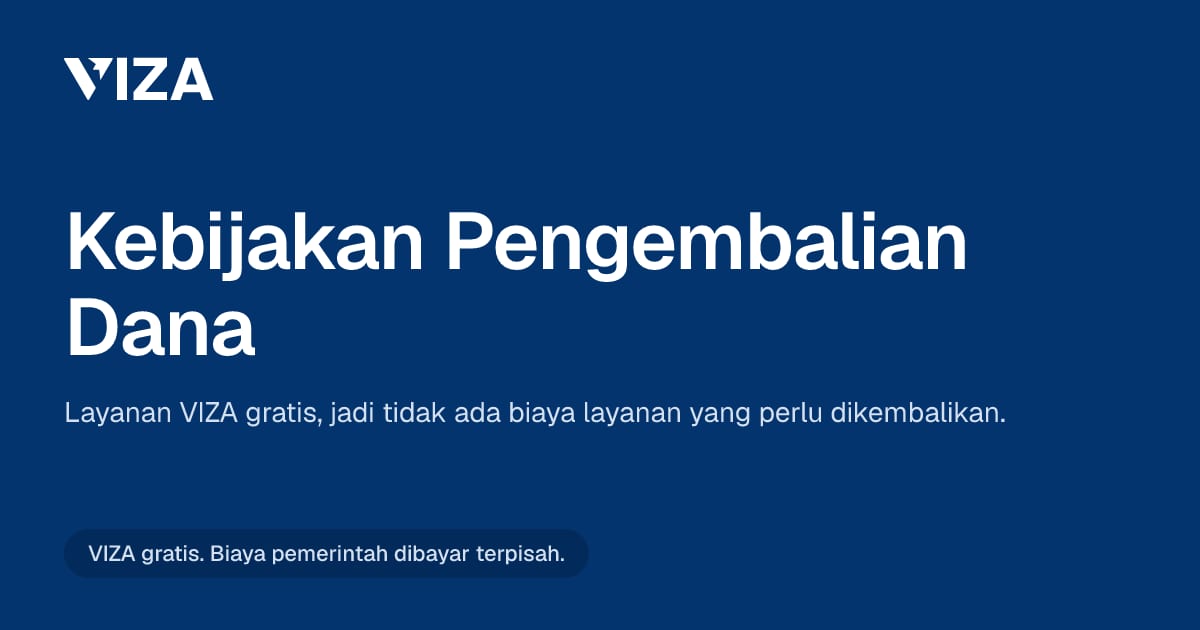 VIZA
Kebijakan Pengembalian
Dana
Layanan VIZA gratis, jadi tidak ada biaya layanan yang perlu dikembalikan.
VIZA gratis. Biaya pemerintah dibayar terpisah.